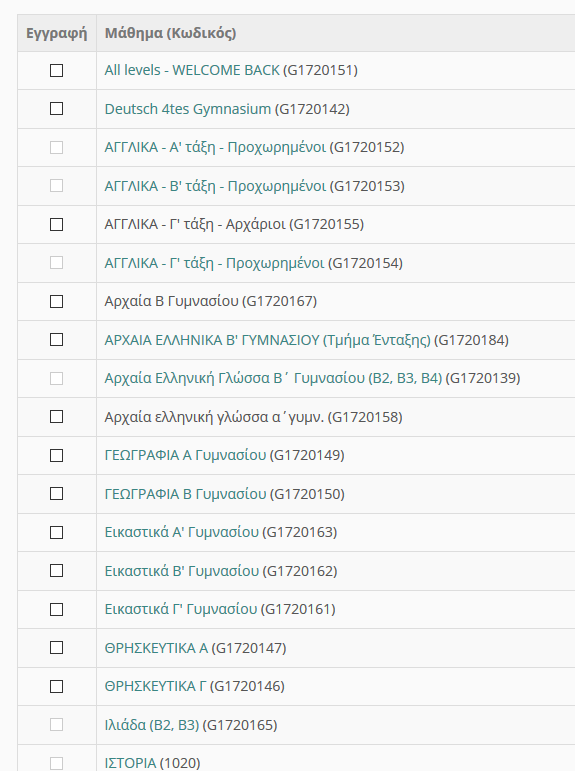 Εγγραφή Μάθημα (Κωδικός)
All levels - WELCOME BACK (G1720151)
Deutsch 4tes Gymnasium (G1720142)
ΑΓΓΛΙΚΑ - Α' τάξη - Προχωρημένοι (G1720152)
ΑΓΓΛΙΚΑ - Β' τάξη - Προχωρημένοι (G1720153)
ΑΓΓΛΙΚΑ - Γ' τάξη - Αρχάριοι (G1720155)
ΑΓΓΛΙΚΑ - Γ' τάξη - Προχωρημένοι (G1720154)
Αρχαία Β Γυμνασίου (G1720167)
ΑΡΧΑΙΑ ΕΛΛΗΝΙΚΑ Β' ΓΥΜΝΑΣΙΟΥ (Τμήμα Ένταξης) (G1720184)
Αρχαία Ελληνική Γλώσσα Β΄ Γυμνασίου (Β2, Β3, Β4) (G1720139)
Αρχαία ελληνική γλώσσα α΄γυμν. (G1720158)
ΓΕΩΓΡΑΦΙΑ Α Γυμνασίου (G1720149)
ΓΕΩΓΡΑΦΙΑ Β Γυμνασίου (G1720150)
Εικαστικά Α' Γυμνασίου (G1720163)
Εικαστικά Β' Γυμνασίου (G1720162)
Εικαστικά Γ' Γυμνασίου (G1720161)
ΘΡΗΣΚΕΥΤΙΚΑ Α (G1720147)
ΘΡΗΣΚΕΥΤΙΚΑ Γ (G1720146)
Ιλιάδα (Β2, Β3) (G1720165)
ΙΣΤΟΡΙΑ (1020)